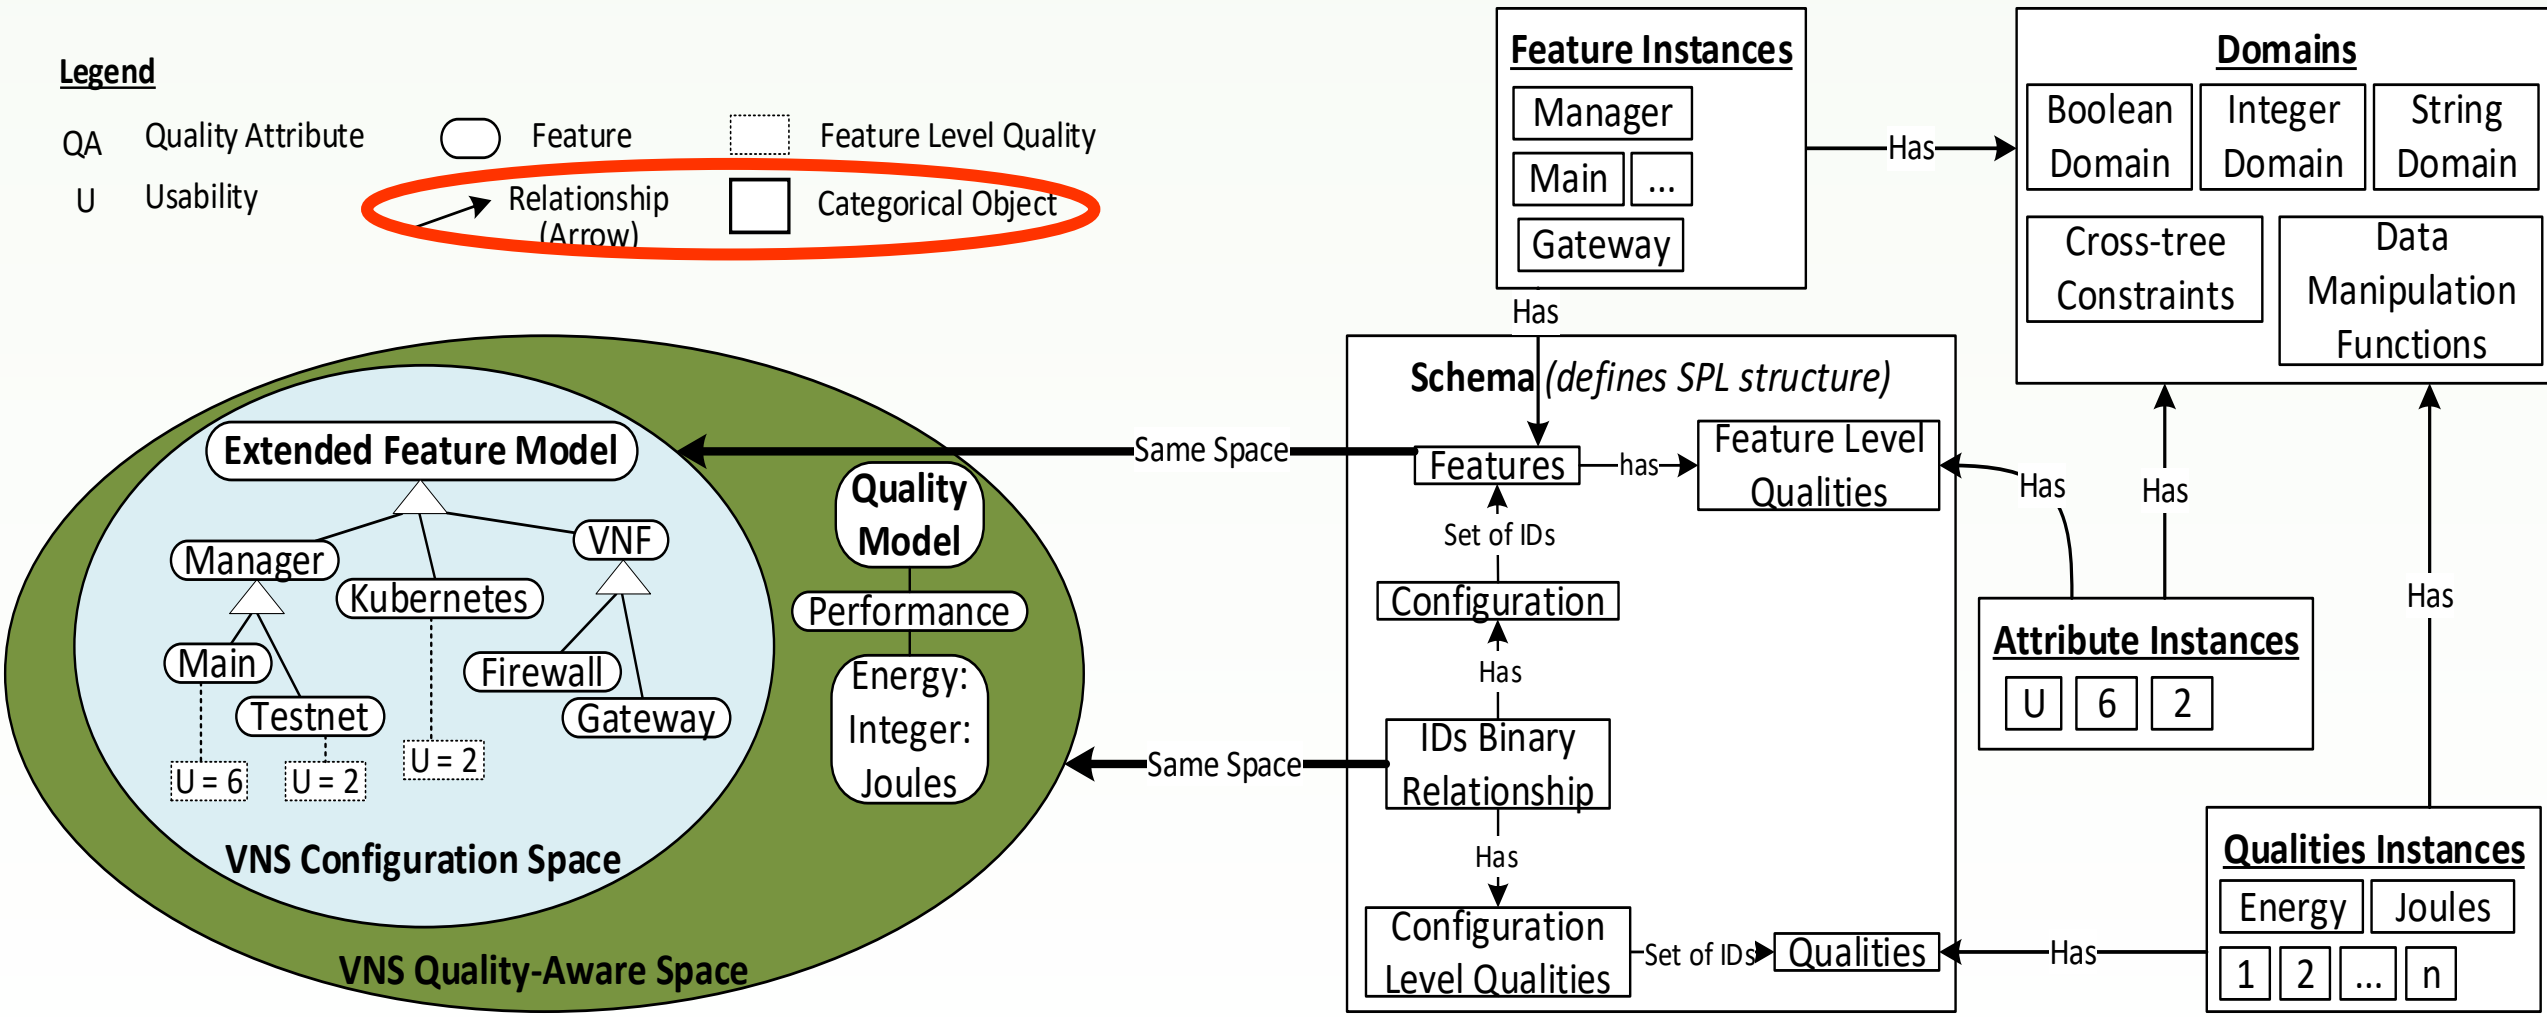 Legend
QA
Quality Attribute
Feature
Feature Level Quality
U
Usability
Relationship
(Arrow)
Categorical Object
Feature Instances
Manager
Main
...
Gateway
Has
Domains
Boolean
Domain
Integer
Domain
String
Domain
Cross-tree
Constraints
Data
Manipulation
Functions
Has
Schema (defines SPL structure)
Features
has
Feature Level
Qualities
Set of IDs
Configuration
Has
IDs Binary
Relationship
Has
Configuration
Level Qualities
Set of IDs
Qualities
Same Space
Same Space
Extended Feature Model
Manager
Kubernetes
VNF
Main
Testnet
Firewall
Gateway
U = 6
U = 2
U = 2
VNS Configuration Space
Quality
Model
Performance
Energy:
Integer:
Joules
VNS Quality-Aware Space
Has
Has
Has
Attribute Instances
U
6
2
Has
Qualities Instances
Energy
Joules
1
2
...
n